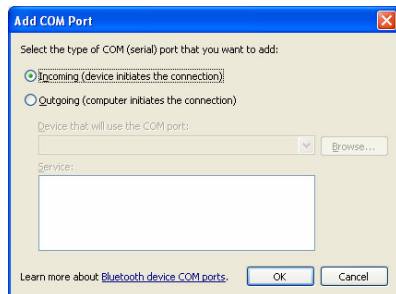 Add COM Port
Select the type of COM (serial) port that you want to add:
Incoming (device initiates the connection)
Outgoing (computer initiates the connection)
Device that will use the COM port:
Browse...
Service:
Learn more about Bluetooth device COM ports. OK Cancel